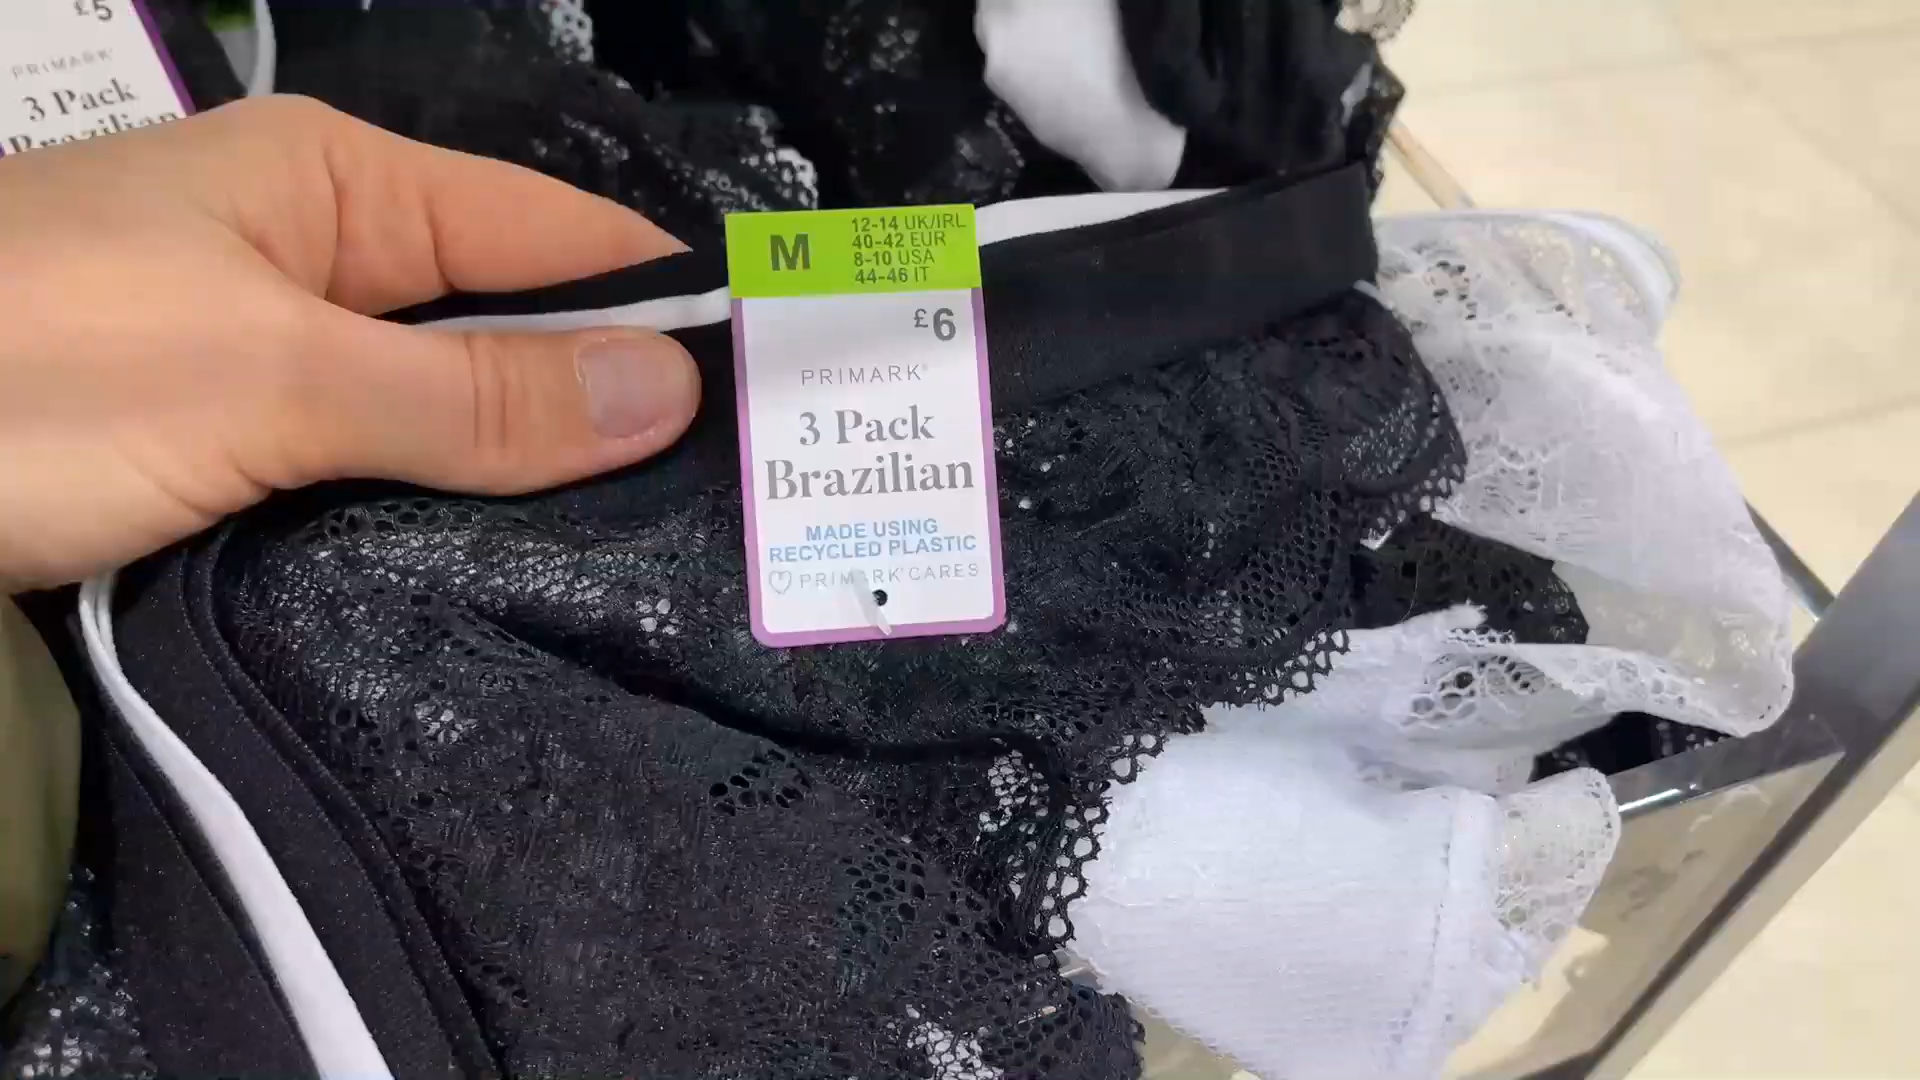 £5
PRIMARK
3 Pack
Brazilian
M
12-14 UK/IRL
40-42 EUR
8-10 USA
44-46 IT
£6
PRIMARK®
3 Pack
Brazilian
MADE USING
RECYCLED PLASTIC
PRIMARK® CARES